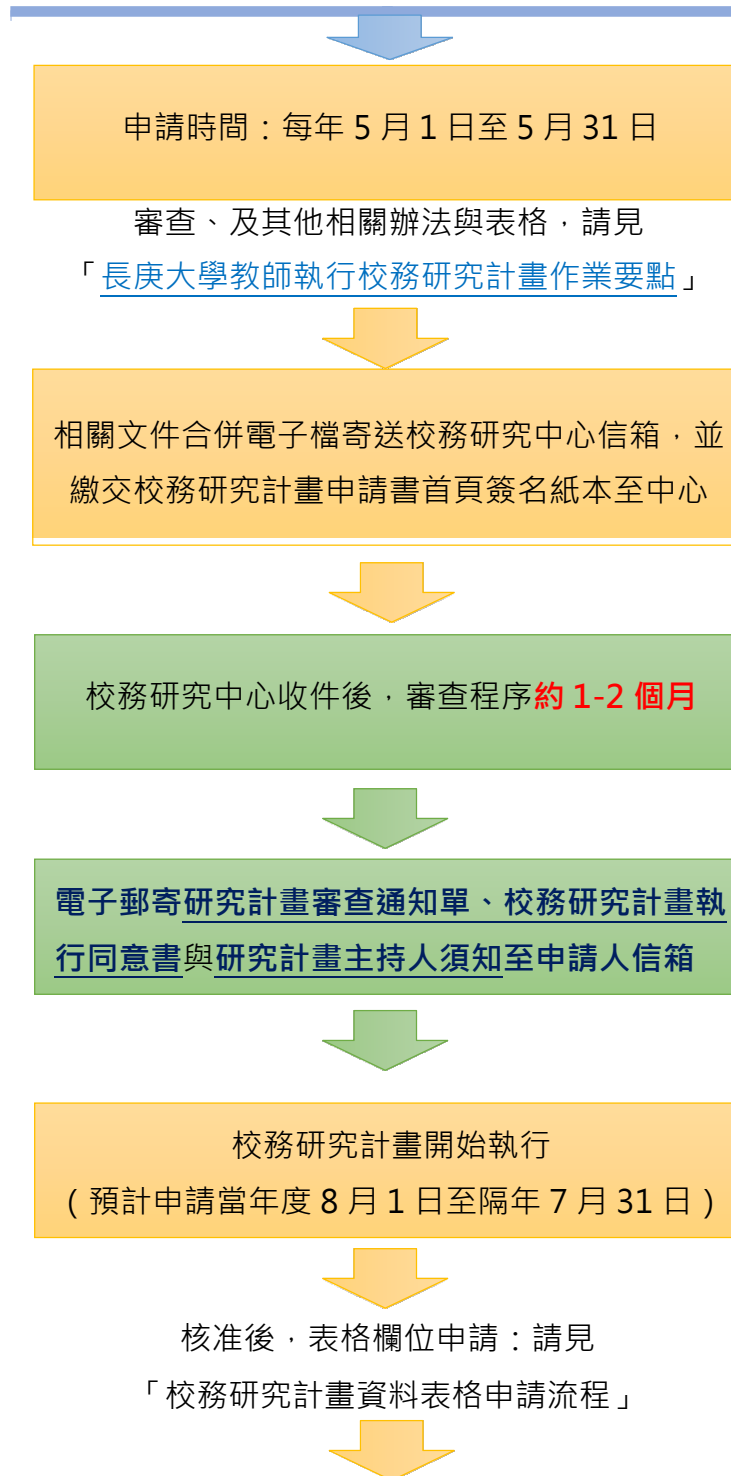 申請時間：每年 5 月 1 日至 5 月 31 日
審查、及其他相關辦法與表格，請見
「長庚大學教師執行校務研究計畫作業要點」
相關文件合併電子檔寄送校務研究中心信箱，並
繳交校務研究計畫申請書首頁簽名紙本至中心
校務研究中心收件後，審查程序約 1-2 個月
電子郵寄研究計畫審查通知單、校務研究計畫執
行同意書與研究計畫主持人須知至申請人信箱
校務研究計畫開始執行
（預計申請當年度 8 月 1 日至隔年 7 月 31 日）
核准後，表格欄位申請：請見
「校務研究計畫資料表格申請流程」